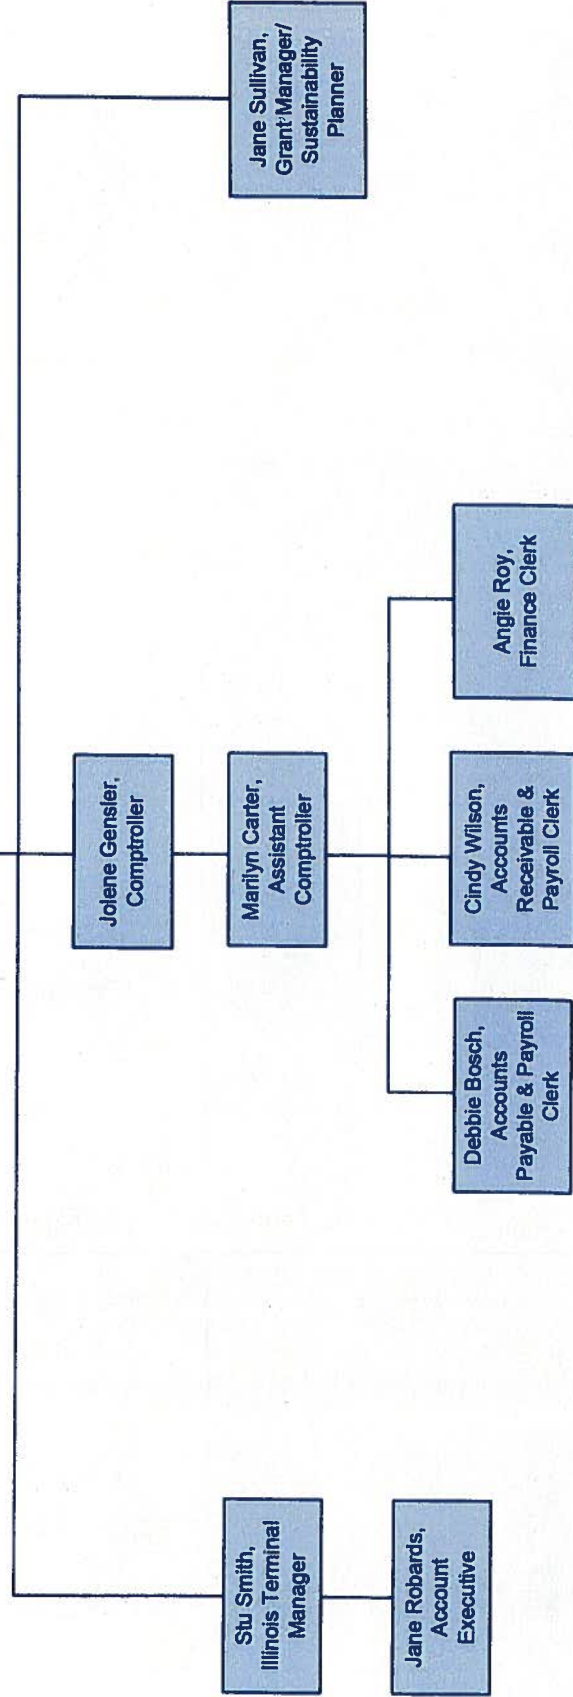 Stu Smith,
Illinois Terminal
Manager
Jane Robards,
Account
Executive
Jolene Gensler,
Comptroller
Marilyn Carter,
Assistant
Comptroller
Debbie Bosch,
Accounts
Payable & Payroll
Clerk
Cindy Wilson,
Accounts
Receivable &
Payroll Clerk
Angie Roy,
Finance Clerk
Jane Sullivan,
Grant Manager/
Sustainability
Planner